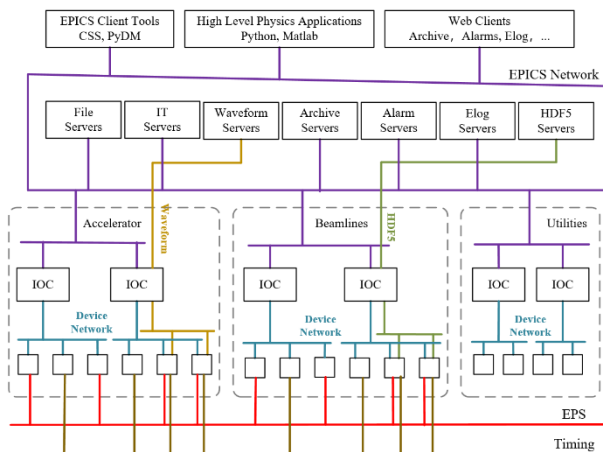 EPICS Client Tools
CSS, PyDM
High Level Physics Applications
Python, Matlab
Web Clients
Archive, Alarms, Elog, ...
EPICS Network
File
Servers
IT
Servers
Waveform
Servers
Archive
Servers
Alarm
Servers
Elog
Servers
HDF5
Servers
Accelerator
Waveform
Beamlines
HDF5
Utilities
IOC
IOC
IOC
IOC
IOC
IOC
Device
Network
Device
Network
Device
Network
EPS
Timing